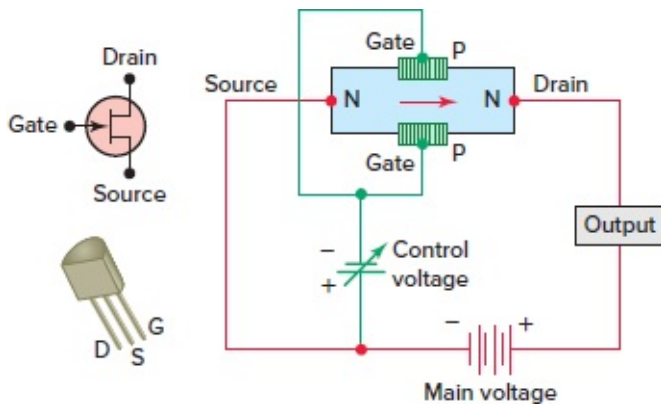 Drain
Gate
Source
D
S
G
Gate
P
Source
N
N
Drain
Gate
P
−
+
Control
voltage
Output
−
+
Main voltage